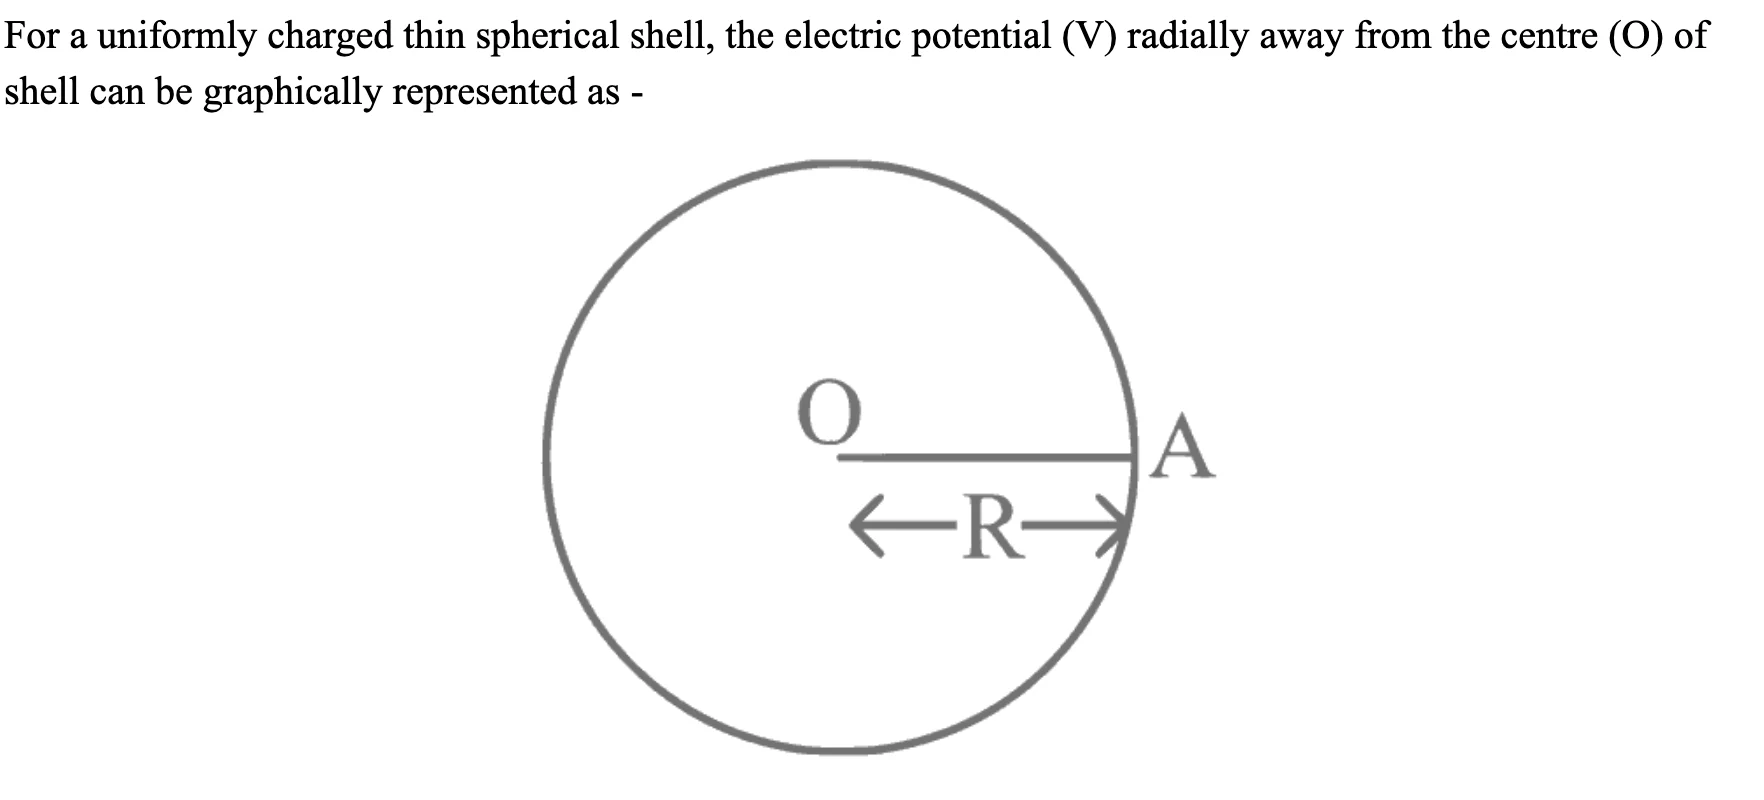 For a uniformly charged thin spherical shell, the electric potential (V) radially away from the centre (O) of
shell can be graphically represented as -
O
A
R